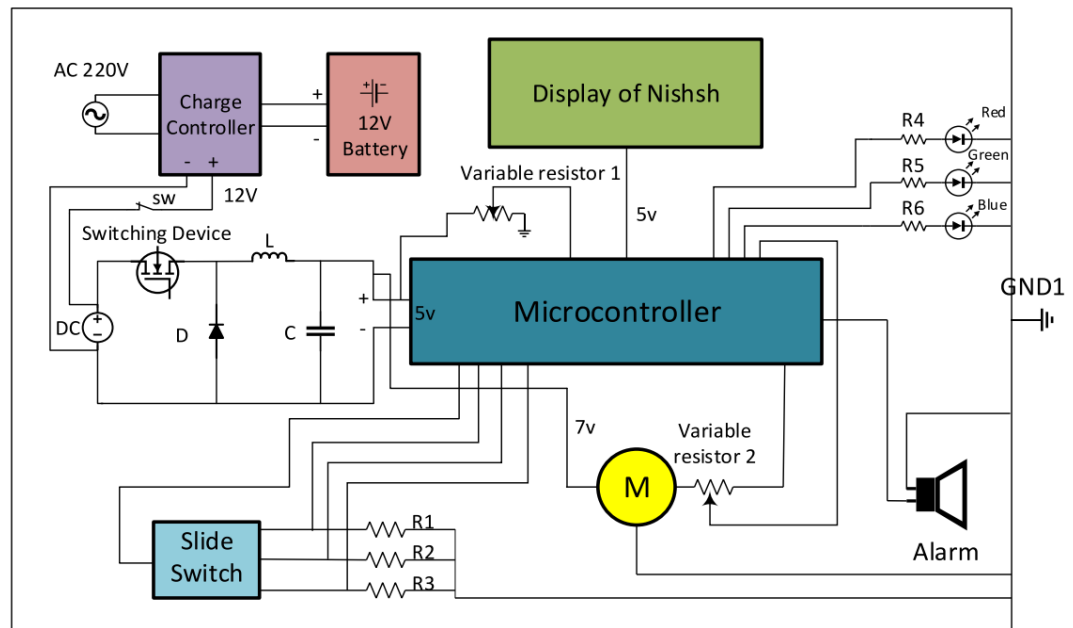 AC 220V
Charge
Controller
- +
+
-
+ -
12V
Battery
Display of Nishsh
Red
R4
Green
R5
Blue
R6
Variable resistor 1
sw
12V
5v
Switching Device
L
GND1
+
-
DC
D
C
+
5v
-
Microcontroller
7v
Variable
resistor 2
M
Slide
Switch
R1
R2
R3
Alarm